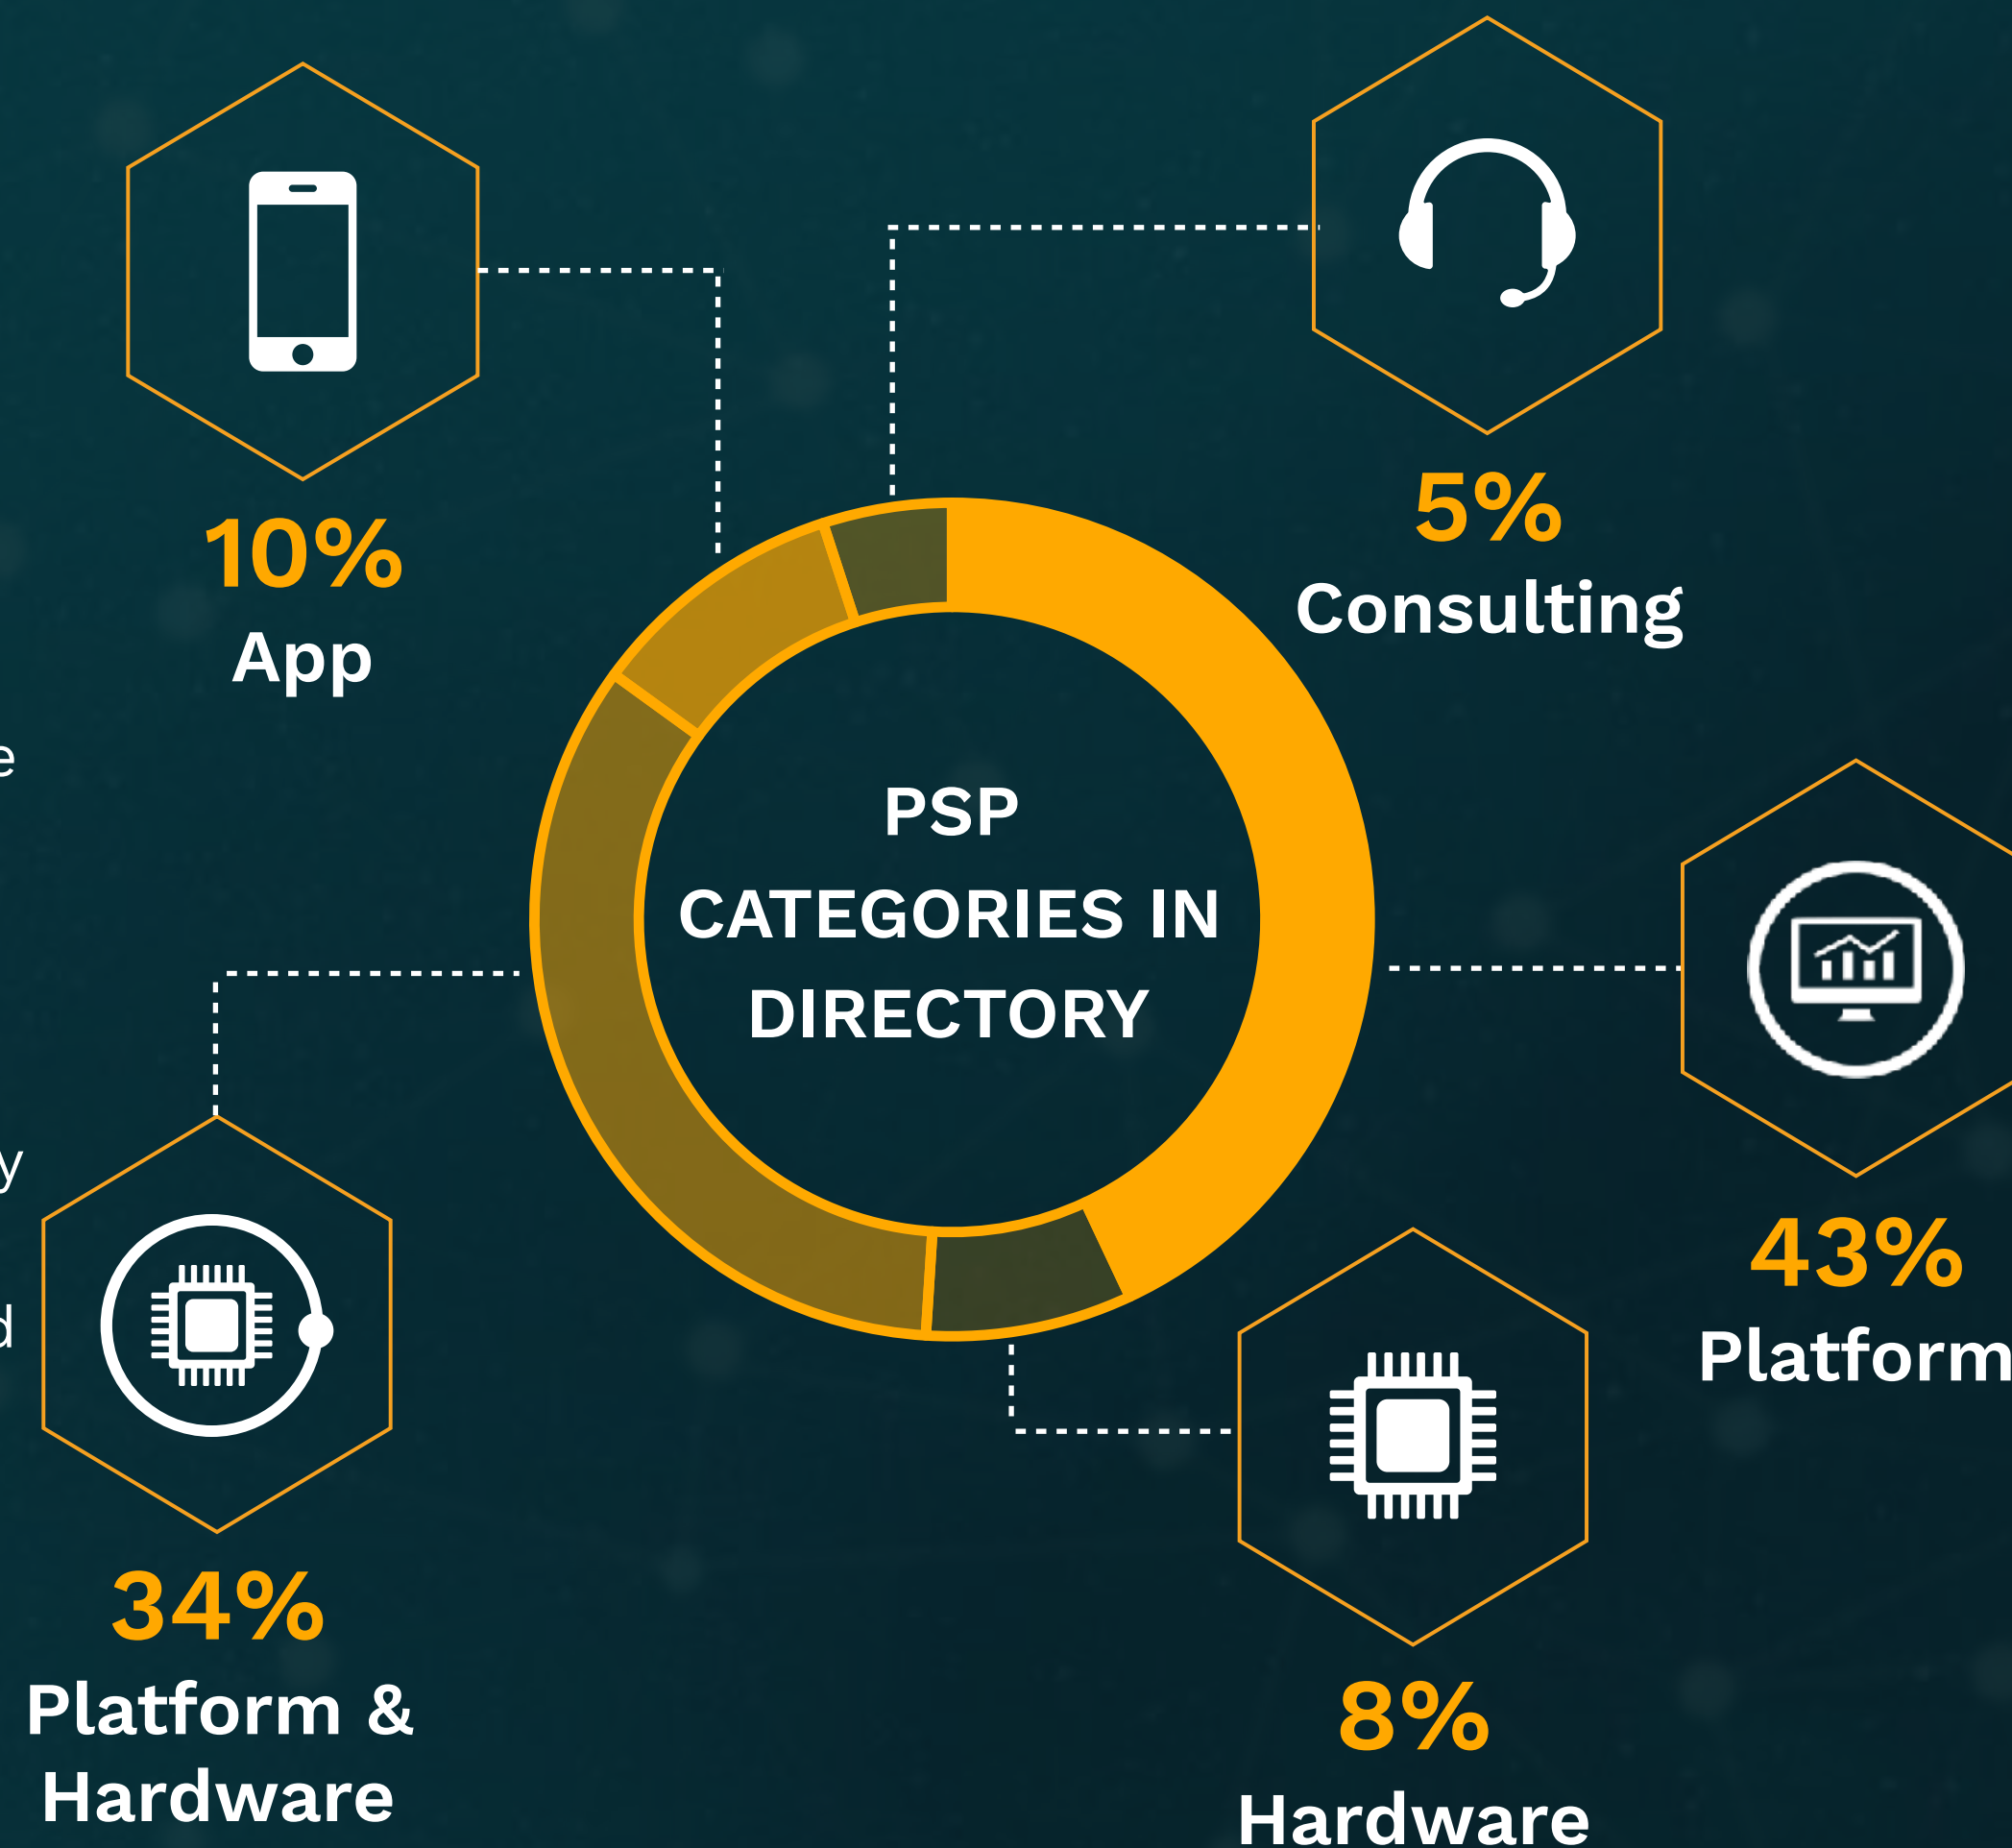 5%
Consulting
10%
App
PSP
CATEGORIES IN
DIRECTORY
43%
Platform
34%
Platform &
Hardware
8%
Hardware